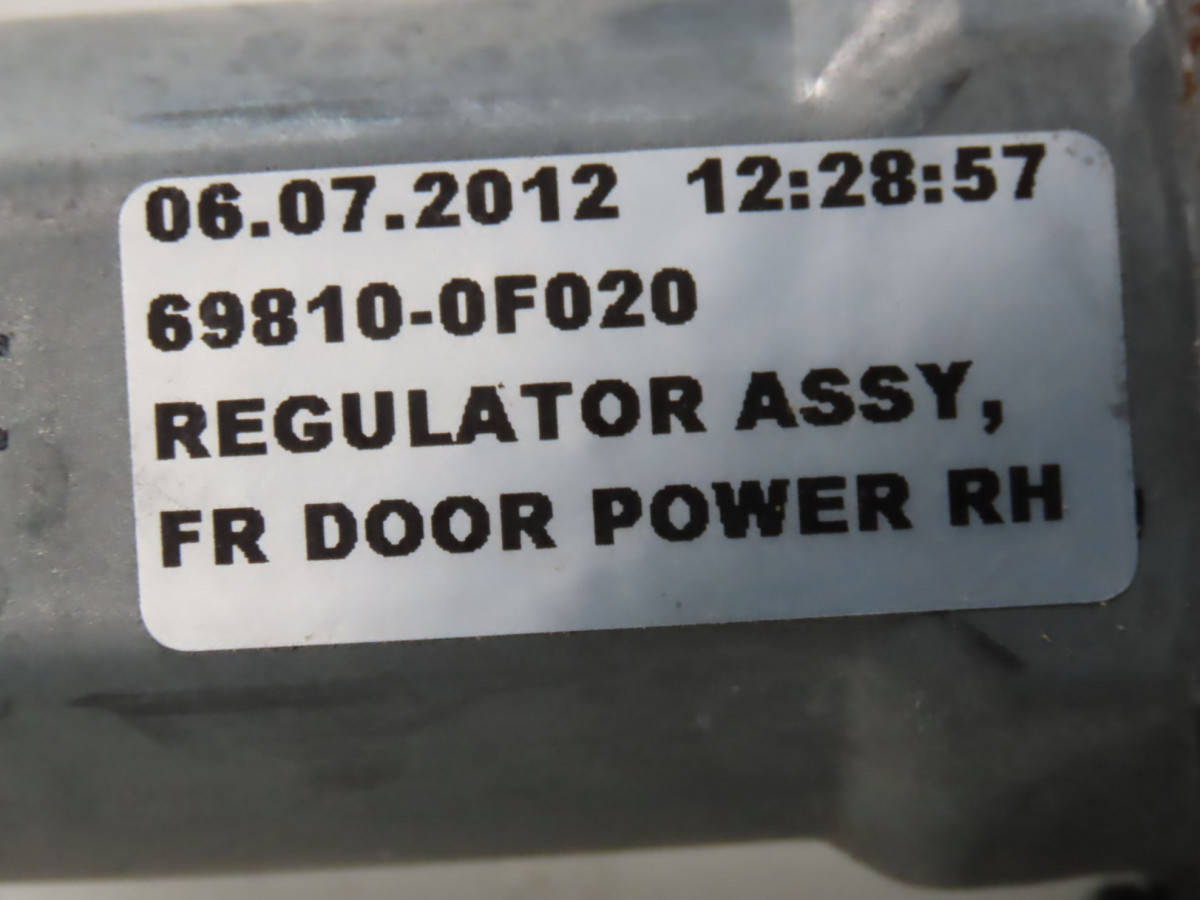 06.07.2012 12:28:57
69810-0F020
REGULATOR ASSY,
FR DOOR POWER RH